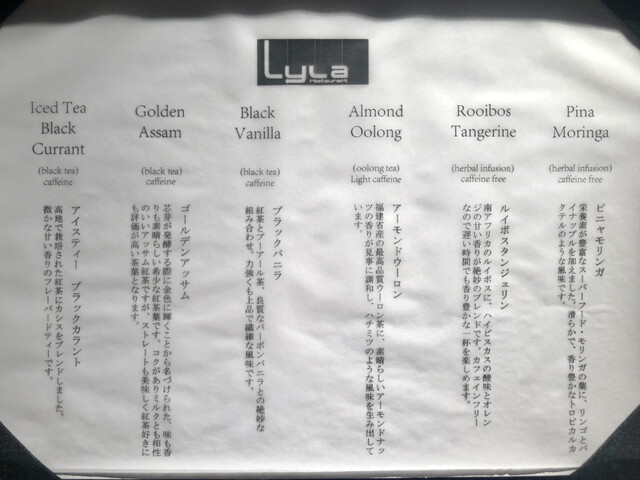 Lyla
restaurant
Iced Tea
Black
Currant
(black tea)
caffeine
アイスティー ブラックカラント
高地で栽培された紅茶にカシスをブレンドしました。
微かな甘い香りのフレーバードティーです。
Golden
Assam
(black tea)
caffeine
ゴールデンアッサム
芯芽が発酵する際に金色に輝くことから名づけられた、味も香
りも素晴らしい希少な紅茶葉です。コクがありミルクとも相性
のいいアッサム紅茶ですが、ストレートも美味しく紅茶好きに
も評価が高い茶葉となります。
Black
Vanilla
(black tea)
caffeine
ブラックバニラ
紅茶とプーアール茶、良質なバーボンバニラとの絶妙な
組み合わせ。力強くも上品で繊細な風味です。
Almond
Oolong
(oolong tea)
Light caffeine
アーモンドウーロン
福建省産の最高品質ウーロン茶に、素晴らしいアーモンドナッ
ツの香りが見事に調和し、ハチミツのような風味を生み出して
います。
Rooibos
Tangerine
(herbal infusion)
caffeine free
ルイボスタンジェリン
南アフリカのルイボスに、ハイビスカスの酸味とオレン
ジの甘い香りが絶妙のブレンドです。カフェインフリー
なので遅い時間でも香り豊かな一杯を楽しめます。
Pina
Moringa
(herbal infusion)
caffeine free
ピニャモリンガ
栄養素が豊富なスーパーフード・モリンガの葉に、リンゴとパ
イナップルを加えました。滑らかで、香り豊かなトロピカルカ
クテルのような風味です。